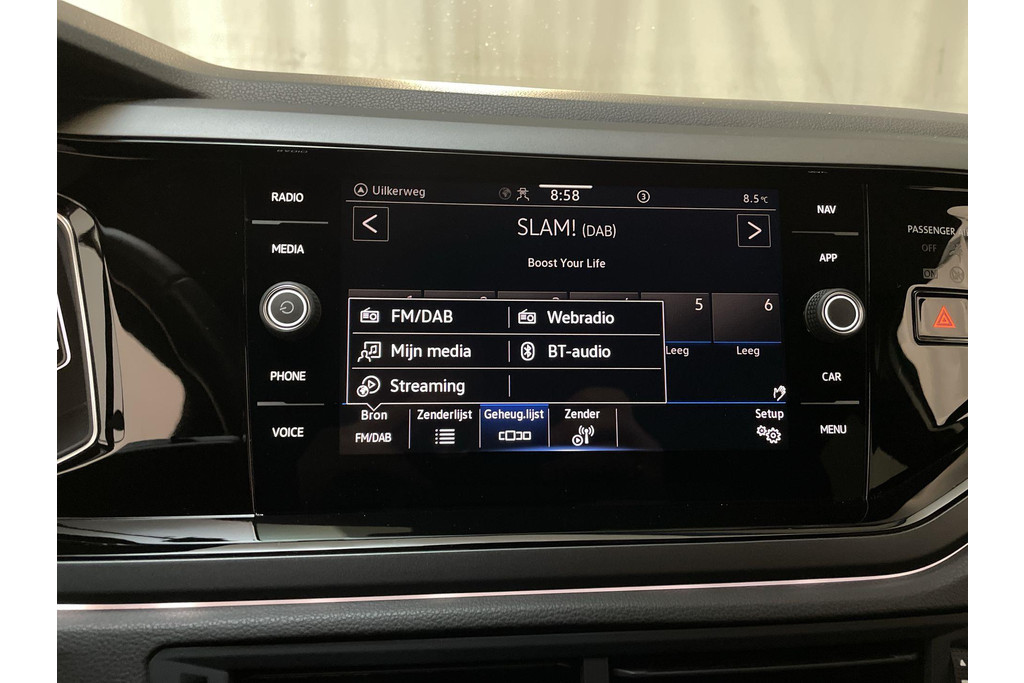 RADIO
MEDIA
PHONE
VOICE
Uilkerweg
8:58
3
8.5°C
SLAM! (DAB)
Boost Your Life
5 6
Leeg Leeg
FM/DAB Webradio
Mijn media BT-audio
Streaming
Bron Zenderlijst Geheug.lijst Zender Setup
FM/DAB
NAV
APP
CAR
MENU
PASSENGER
OFF
ON